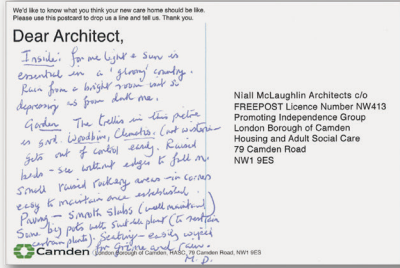 We'd like to know what you think your new care home should be like.
Please use this postcard to drop us a line and tell us. Thank you.
Dear Architect,
Inside: for me light & sun is
essential in a 'gloomy' country.
Rain from a bright room not so
depressing as from dark one.
Garden The trellis in this picture
is good. Woodbine, Clematis. (not wisteria -
gets out of control easily. Raised
beds - see without edges to fall on.
Small raised rockery areas - in corners
easy to maintain once established.
Paving - smooth slabs (well maintained)
Some big pots with suitable plant (to restrain
certain plants). Seating - easily wiped
for grime and rain.
M.D.
Camden London Borough of Camden, HASC, 79 Camden Road, NW1 9ES
Niall McLaughlin Architects c/o
FREEPOST Licence Number NW413
Promoting Independence Group
London Borough of Camden
Housing and Adult Social Care
79 Camden Road
NW1 9ES